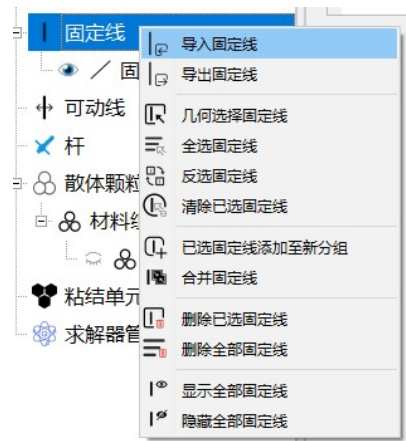 固定线
固
可动线
杆
散体颗粒
材料
粘结单元
求解器管
导入固定线
导出固定线
几何选择固定线
全选固定线
反选固定线
清除已选固定线
已选固定线添加至新分组
合并固定线
删除已选固定线
删除全部固定线
显示全部固定线
隐藏全部固定线